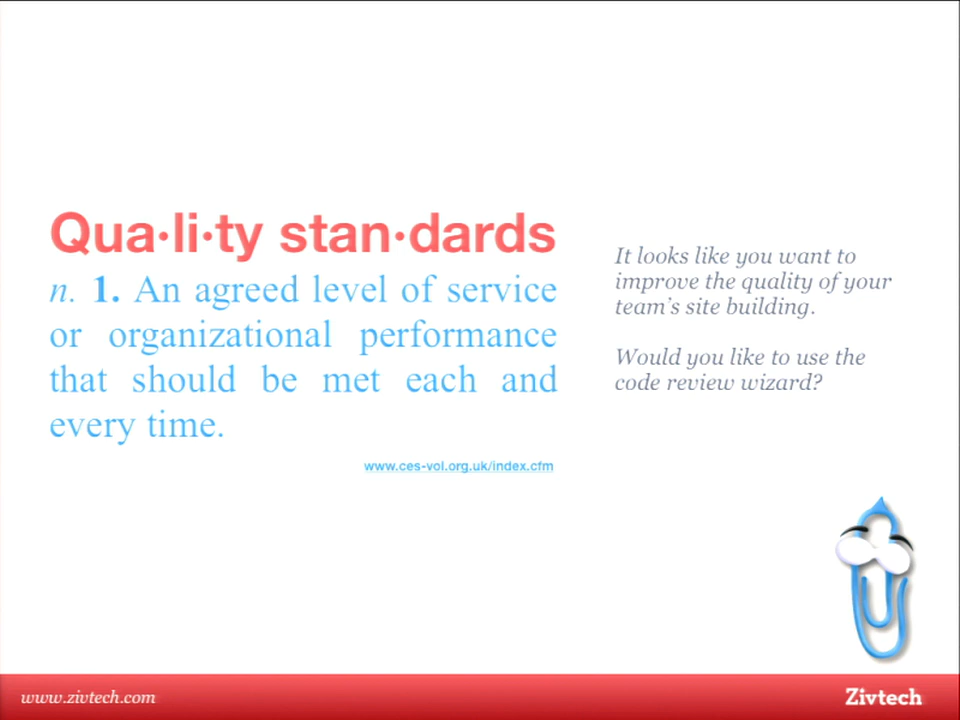 Qua·li·ty stan·dards
n. 1. An agreed level of service
or organizational performance
that should be met each and
every time.
www.ces-vol.org.uk/index.cfm
It looks like you want to
improve the quality of your
team's site building.
Would you like to use the
code review wizard?
www.zivtech.com
Zivtech